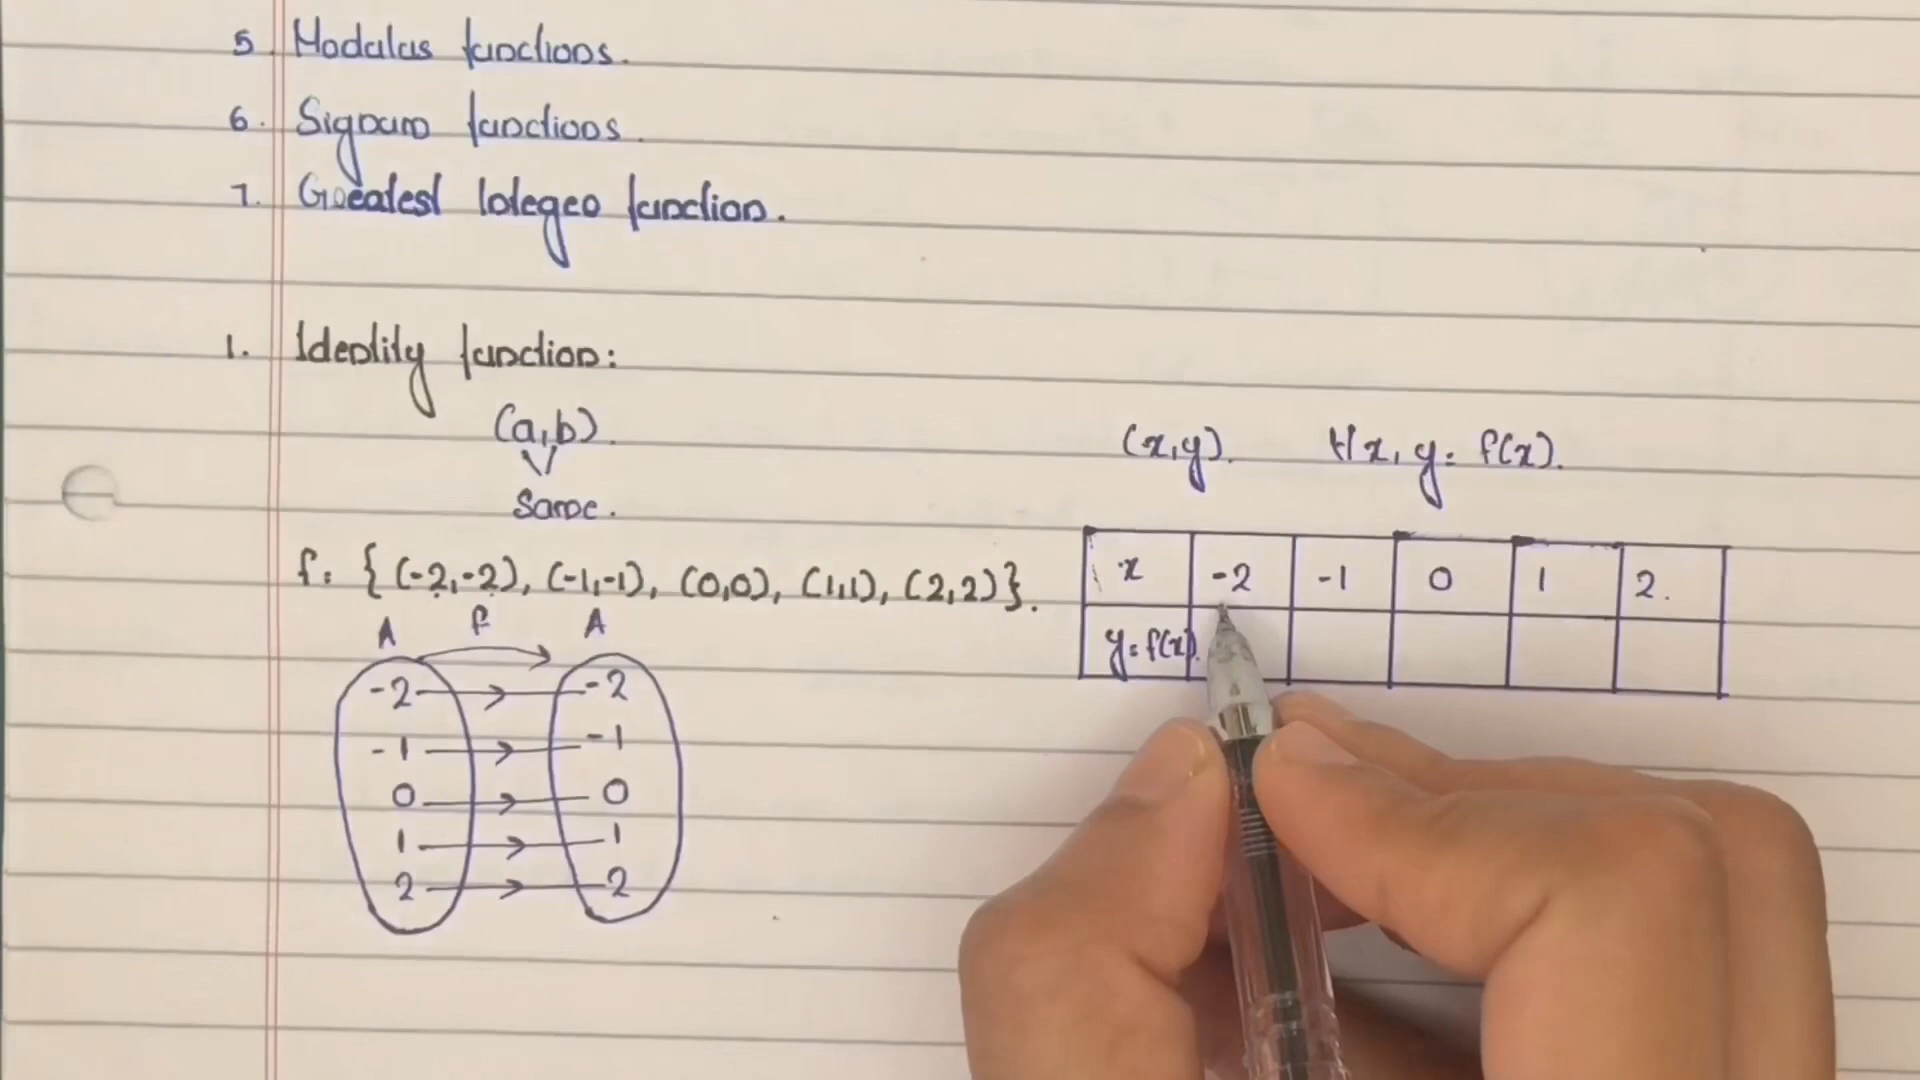 5. Modulus functions.
6. Signum functions.
7. Greatest Integer function.
1. Identity function:
(a,b).
Same.
(x,y). ∀ x, y = f(x).
f = { (-2,-2), (-1,-1), (0,0), (1,1), (2,2) }.
x -2 -1 0 1 2.
y = f(x).
A f A
-2 -2
-1 -1
0 0
1 1
2 2